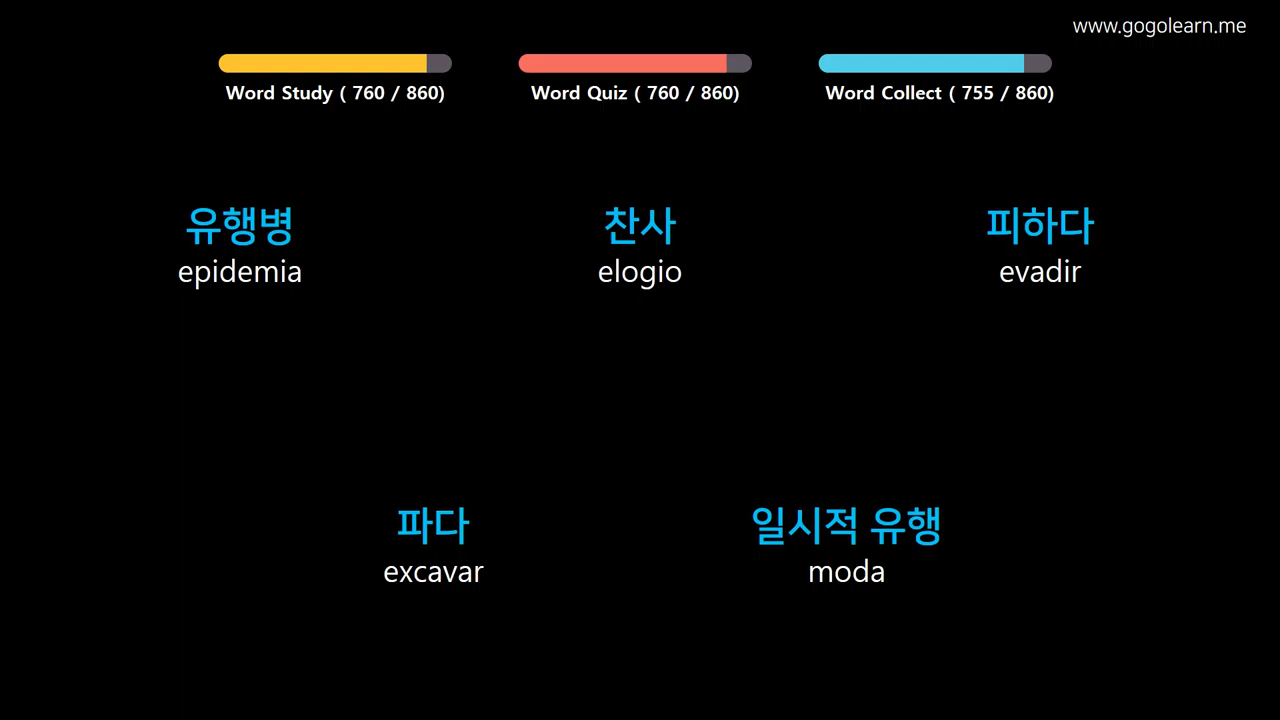 www.gogolearn.me
Word Study ( 760 / 860)
Word Quiz ( 760 / 860)
Word Collect ( 755 / 860)
유행병
epidemia
찬사
elogio
피하다
evadir
파다
excavar
일시적 유행
moda